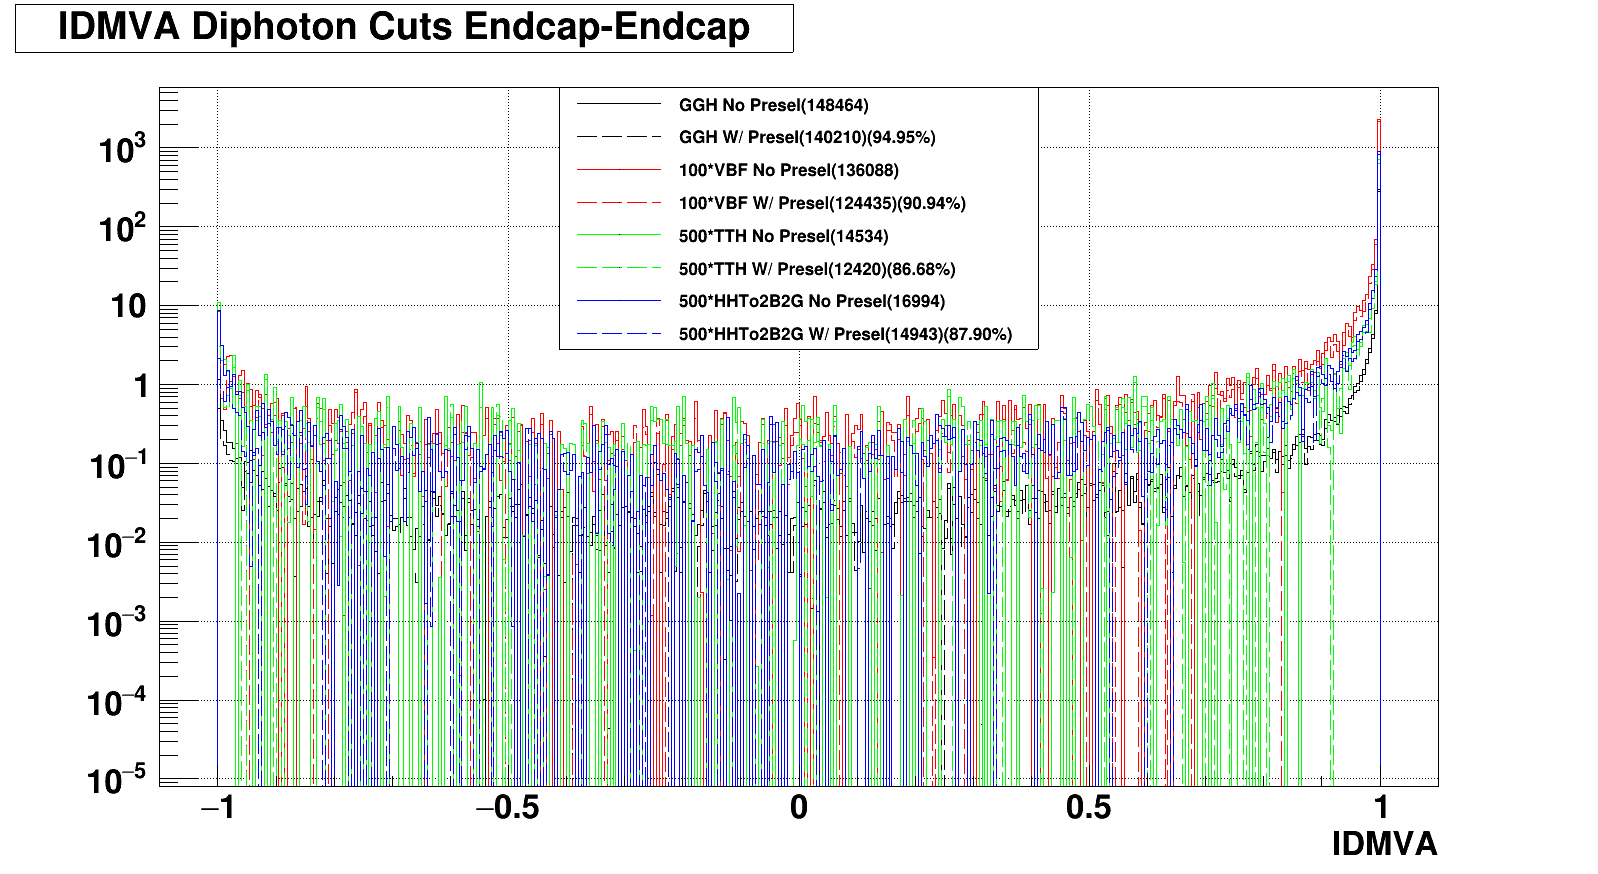 IDMVA Diphoton Cuts Endcap-Endcap
GGH No Presel(148464)
GGH W/ Presel(140210)(94.95%)
100*VBF No Presel(136088)
100*VBF W/ Presel(124435)(90.94%)
500*TTH No Presel(14534)
500*TTH W/ Presel(12420)(86.68%)
500*HHTo2B2G No Presel(16994)
500*HHTo2B2G W/ Presel(14943)(87.90%)
10³
10²
10
1
10⁻¹
10⁻²
10⁻³
10⁻⁴
10⁻⁵
−1 −0.5 0 0.5 1
IDMVA